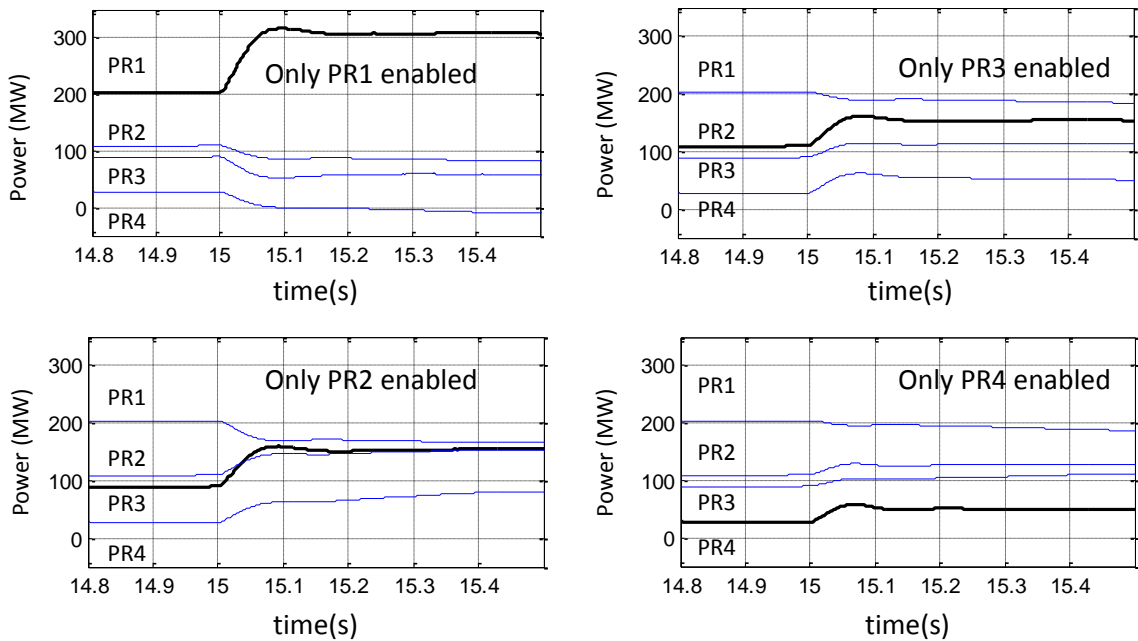 300
200
100
0
Power (MW)
PR1
PR2
PR3
PR4
Only PR1 enabled
14.8 14.9 15 15.1 15.2 15.3 15.4
time(s)
300
200
100
0
Power (MW)
PR1
PR2
PR3
PR4
Only PR3 enabled
14.8 14.9 15 15.1 15.2 15.3 15.4
time(s)
300
200
100
0
Power (MW)
PR1
PR2
PR3
PR4
Only PR2 enabled
14.8 14.9 15 15.1 15.2 15.3 15.4
time(s)
300
200
100
0
Power (MW)
PR1
PR2
PR3
PR4
Only PR4 enabled
14.8 14.9 15 15.1 15.2 15.3 15.4
time(s)